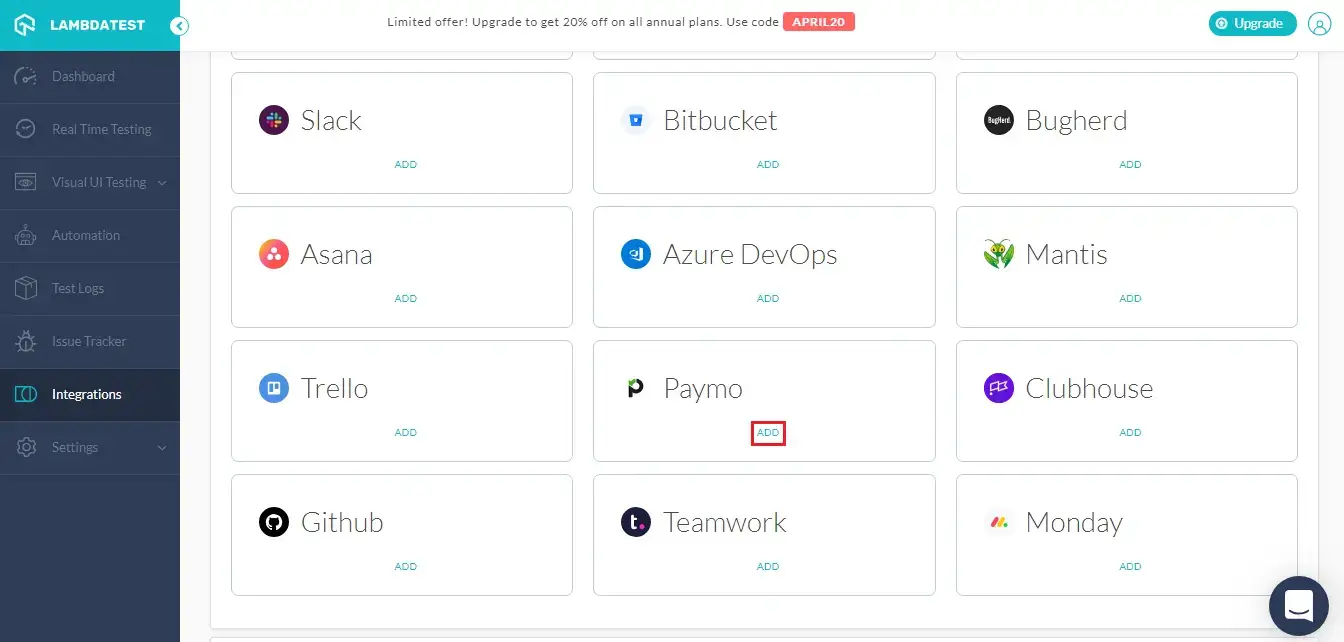 LAMBDATEST
Limited offer! Upgrade to get 20% off on all annual plans. Use code APRIL20
Upgrade
Dashboard
Real Time Testing
Visual UI Testing
Automation
Test Logs
Issue Tracker
Integrations
Settings
Slack
ADD
Bitbucket
ADD
BugHerd.
Bugherd
ADD
Asana
ADD
Azure DevOps
ADD
Mantis
ADD
Trello
ADD
Paymo
ADD
Clubhouse
ADD
Github
ADD
t.
Teamwork
ADD
Monday
ADD